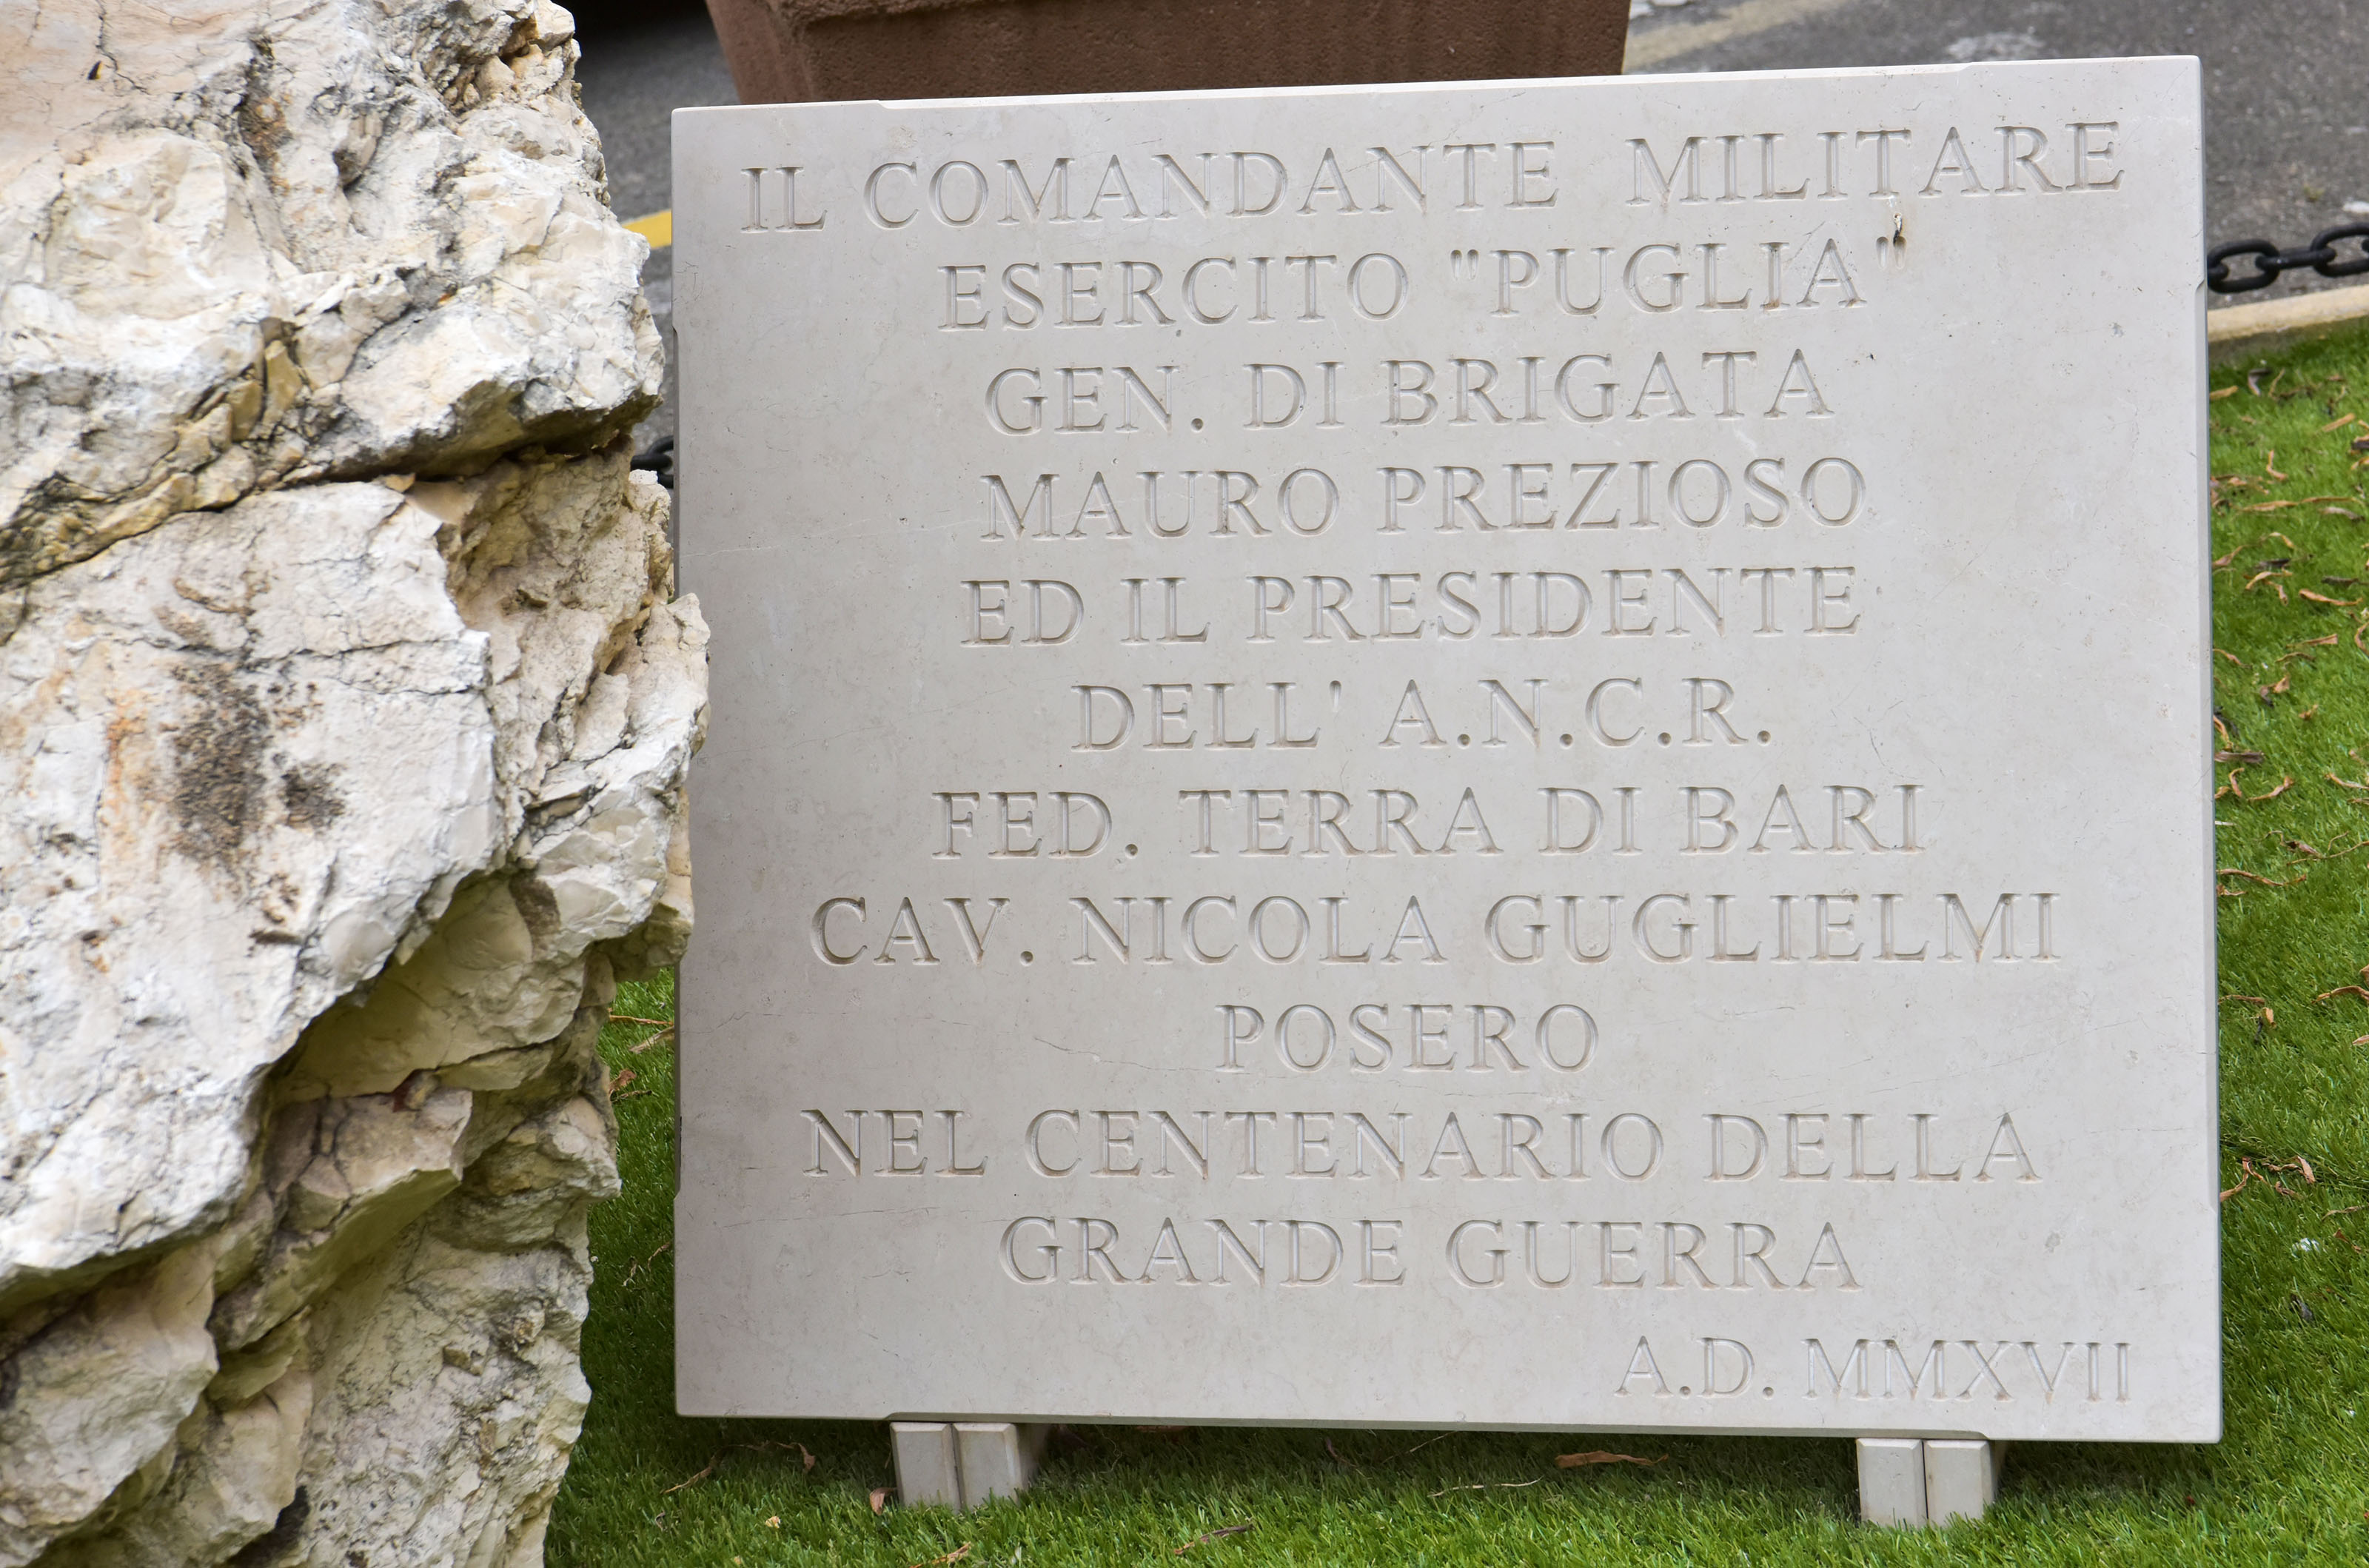 IL COMANDANTE MILITARE
ESERCITO "PUGLIA"
GEN. DI BRIGATA
MAURO PREZIOSO
ED IL PRESIDENTE
DELL' A.N.C.R.
FED. TERRA DI BARI
CAV. NICOLA GUGLIELMI
POSERO
NEL CENTENARIO DELLA
GRANDE GUERRA
A.D. MMXVII